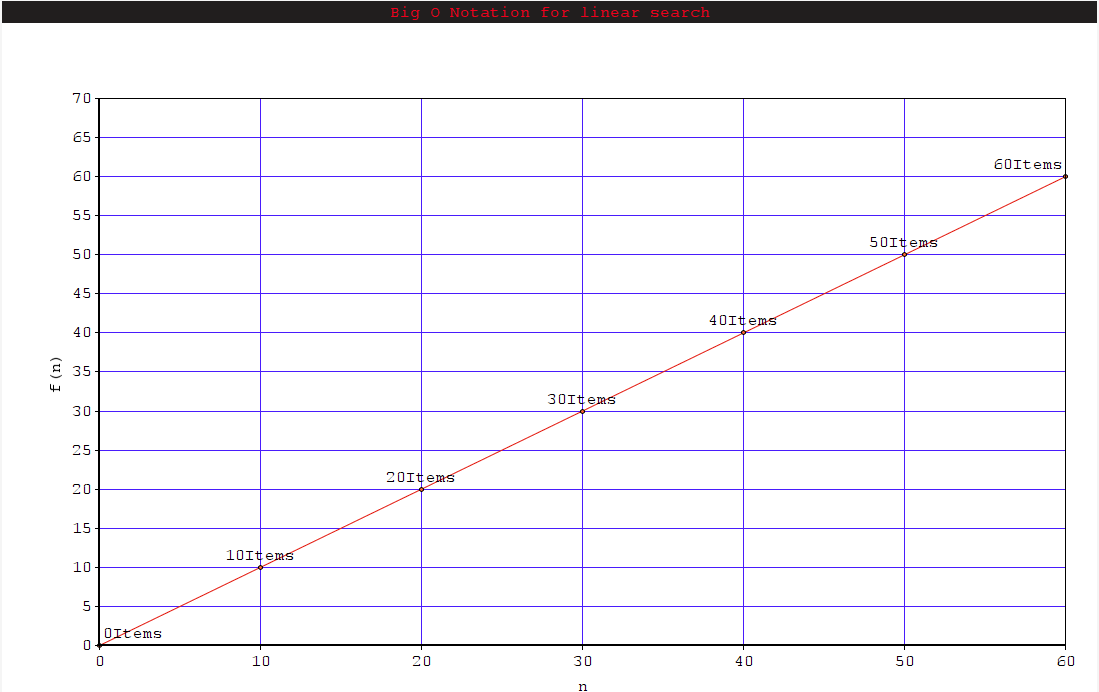 Big O Notation for linear search
70
65
60
60Items
55
50
50Items
45
40
40Items
35
f(n)
30
30Items
25
20
20Items
15
10
10Items
5
0
0Items
0 10 20 30 40 50 60
n